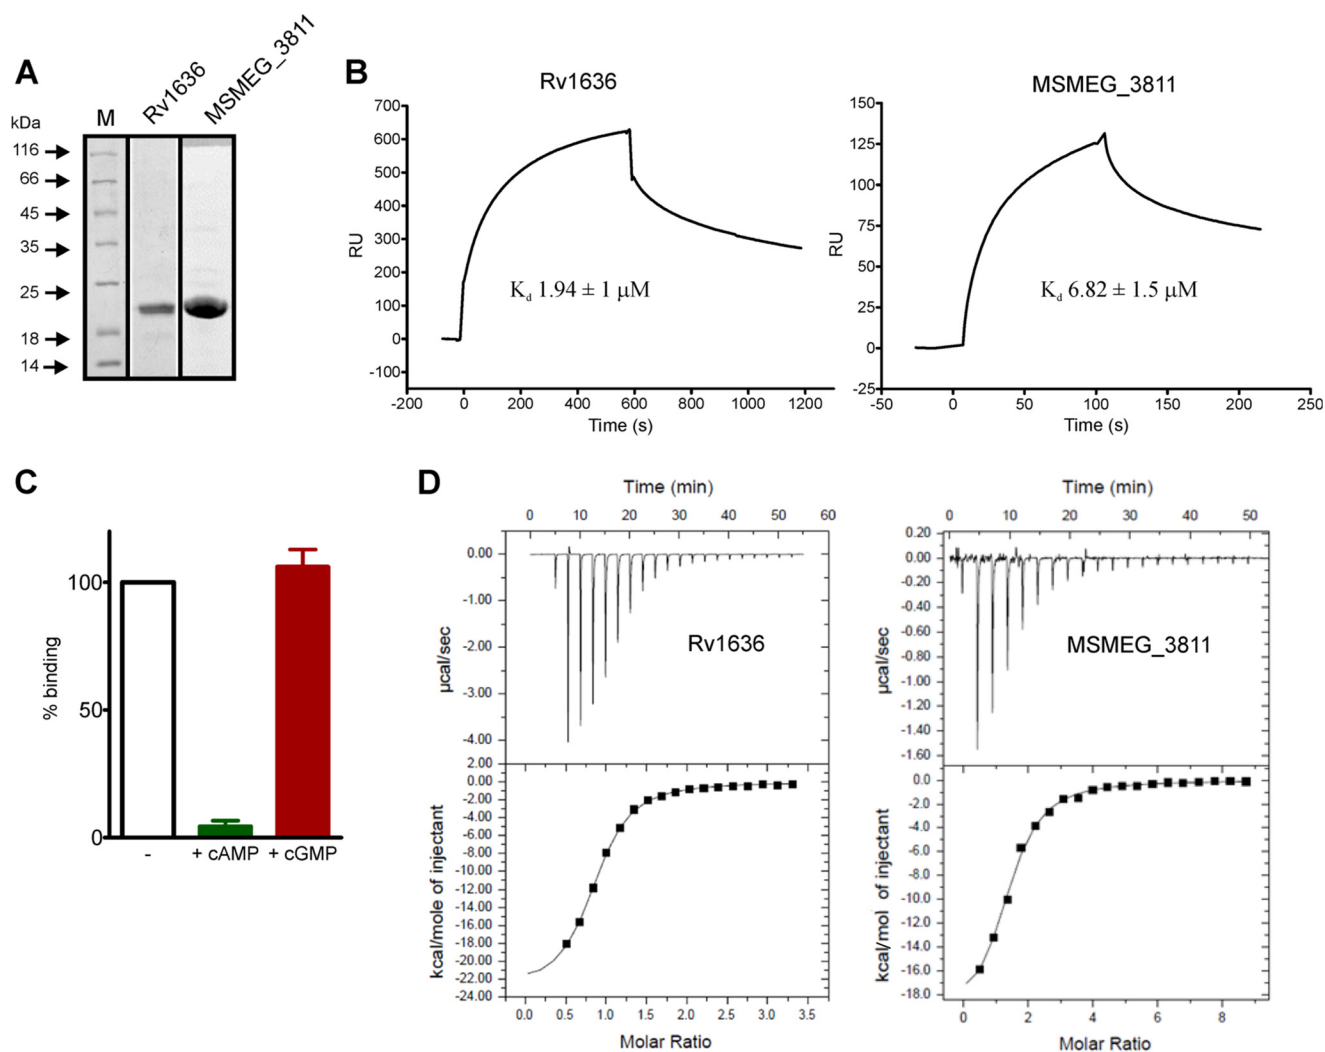 A
kDa
M
Rv1636
MSMEG_3811
116
66
45
35
25
18
14
B
Rv1636
RU
700
600
500
400
300
200
100
0
-100
K_d 1.94 ± 1 μM
-200 0 200 400 600 800 1000 1200
Time (s)
MSMEG_3811
RU
150
125
100
75
50
25
0
-25
K_d 6.82 ± 1.5 μM
-50 0 50 100 150 200 250
Time (s)
C
% binding
100
50
0
- + cAMP + cGMP
D
Time (min)
0 10 20 30 40 50 60
0.00
-1.00
-2.00
-3.00
-4.00
µcal/sec
Rv1636
2.00
0.00
-2.00
-4.00
-6.00
-8.00
-10.00
-12.00
-14.00
-16.00
-18.00
-20.00
-22.00
-24.00
kcal/mole of injectant
0.0 0.5 1.0 1.5 2.0 2.5 3.0 3.5
Molar Ratio
Time (min)
0 10 20 30 40 50
0.20
0.00
-0.20
-0.40
-0.60
-0.80
-1.00
-1.20
-1.40
-1.60
µcal/sec
MSMEG_3811
0.0
-2.0
-4.0
-6.0
-8.0
-10.0
-12.0
-14.0
-16.0
-18.0
kcal/mol of injectant
0 2 4 6 8
Molar Ratio